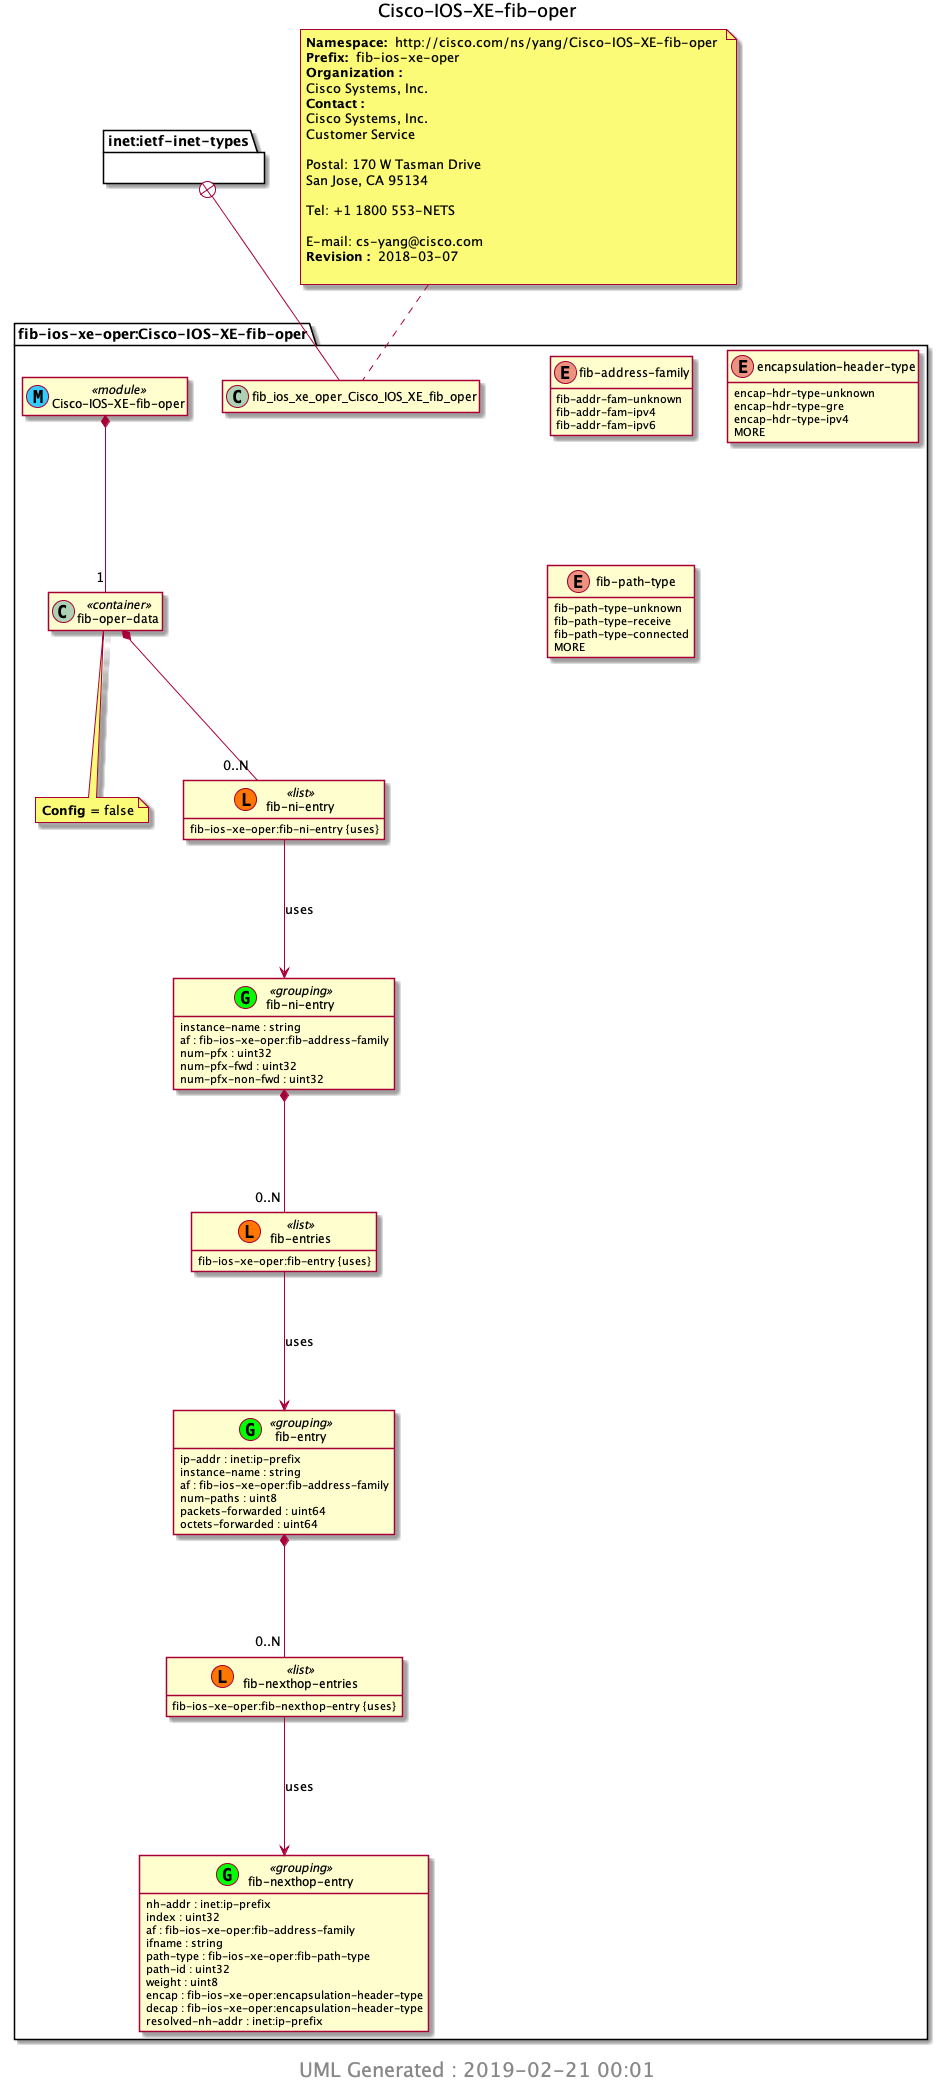 Cisco-IOS-XE-fib-oper
Namespace: http://cisco.com/ns/yang/Cisco-IOS-XE-fib-oper
Prefix: fib-ios-xe-oper
Organization :
Cisco Systems, Inc.
Contact :
Cisco Systems, Inc.
Customer Service
Postal: 170 W Tasman Drive
San Jose, CA 95134
Tel: +1 1800 553-NETS
E-mail: cs-yang@cisco.com
Revision : 2018-03-07
inet:ietf-inet-types
fib-ios-xe-oper:Cisco-IOS-XE-fib-oper
M
«module»
Cisco-IOS-XE-fib-oper
C
fib_ios_xe_oper_Cisco_IOS_XE_fib_oper
E
fib-address-family
fib-addr-fam-unknown
fib-addr-fam-ipv4
fib-addr-fam-ipv6
E
encapsulation-header-type
encap-hdr-type-unknown
encap-hdr-type-gre
encap-hdr-type-ipv4
MORE
1
C
«container»
fib-oper-data
E
fib-path-type
fib-path-type-unknown
fib-path-type-receive
fib-path-type-connected
MORE
0..N
Config = false
L
«list»
fib-ni-entry
fib-ios-xe-oper:fib-ni-entry {uses}
uses
G
«grouping»
fib-ni-entry
instance-name : string
af : fib-ios-xe-oper:fib-address-family
num-pfx : uint32
num-pfx-fwd : uint32
num-pfx-non-fwd : uint32
0..N
L
«list»
fib-entries
fib-ios-xe-oper:fib-entry {uses}
uses
G
«grouping»
fib-entry
ip-addr : inet:ip-prefix
instance-name : string
af : fib-ios-xe-oper:fib-address-family
num-paths : uint8
packets-forwarded : uint64
octets-forwarded : uint64
0..N
L
«list»
fib-nexthop-entries
fib-ios-xe-oper:fib-nexthop-entry {uses}
uses
G
«grouping»
fib-nexthop-entry
nh-addr : inet:ip-prefix
index : uint32
af : fib-ios-xe-oper:fib-address-family
ifname : string
path-type : fib-ios-xe-oper:fib-path-type
path-id : uint32
weight : uint8
encap : fib-ios-xe-oper:encapsulation-header-type
decap : fib-ios-xe-oper:encapsulation-header-type
resolved-nh-addr : inet:ip-prefix
UML Generated : 2019-02-21 00:01